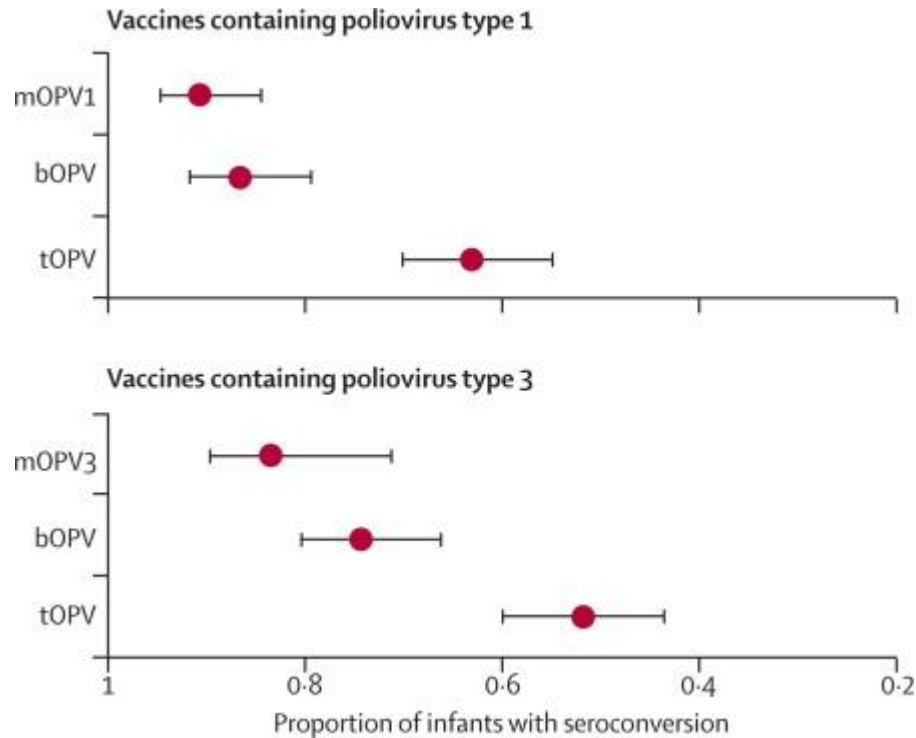 Vaccines containing poliovirus type 1
mOPV1
bOPV
tOPV
Vaccines containing poliovirus type 3
mOPV3
bOPV
tOPV
1 0·8 0·6 0·4 0·2
Proportion of infants with seroconversion